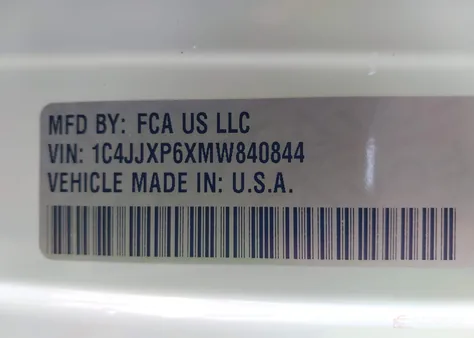 MFD BY: FCA US LLC
VIN: 1C4JJXP6XMW840844
VEHICLE MADE IN: U.S.A.